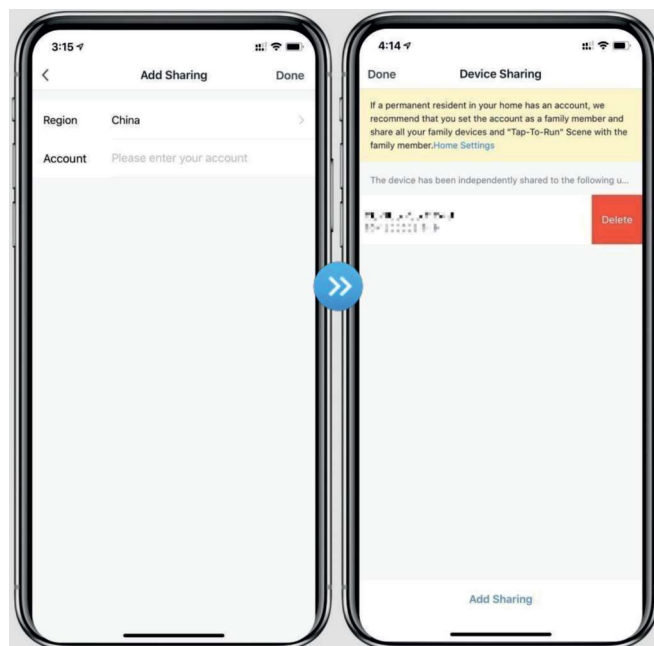 3:15
Add Sharing
Done
Region
China
Account
Please enter your account
4:14
Done
Device Sharing
If a permanent resident in your home has an account, we
recommend that you set the account as a family member and
share all your family devices and "Tap-To-Run" Scene with the
family member.Home Settings
The device has been independently shared to the following u...
Delete
Add Sharing